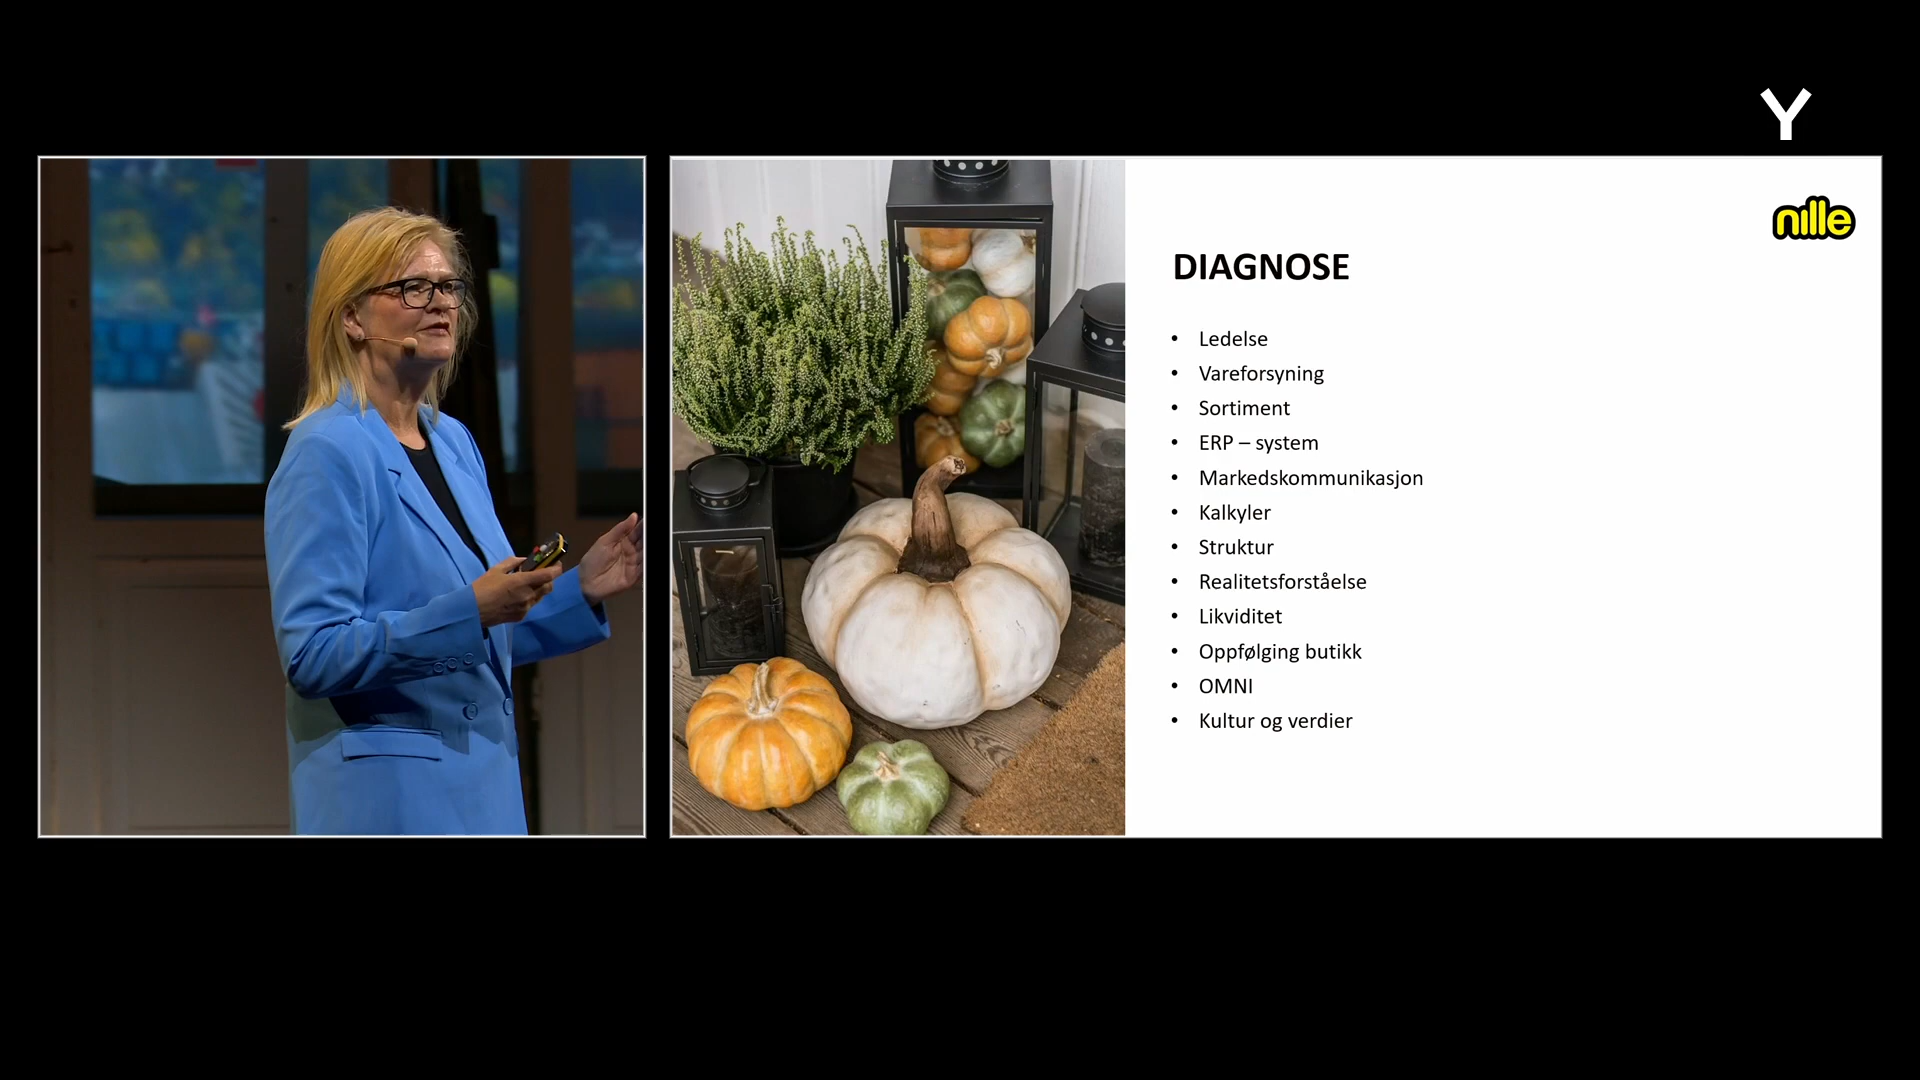 Y
nille
DIAGNOSE
• Ledelse
• Vareforsyning
• Sortiment
• ERP – system
• Markedskommunikasjon
• Kalkyler
• Struktur
• Realitetsforståelse
• Likviditet
• Oppfølging butikk
• OMNI
• Kultur og verdier